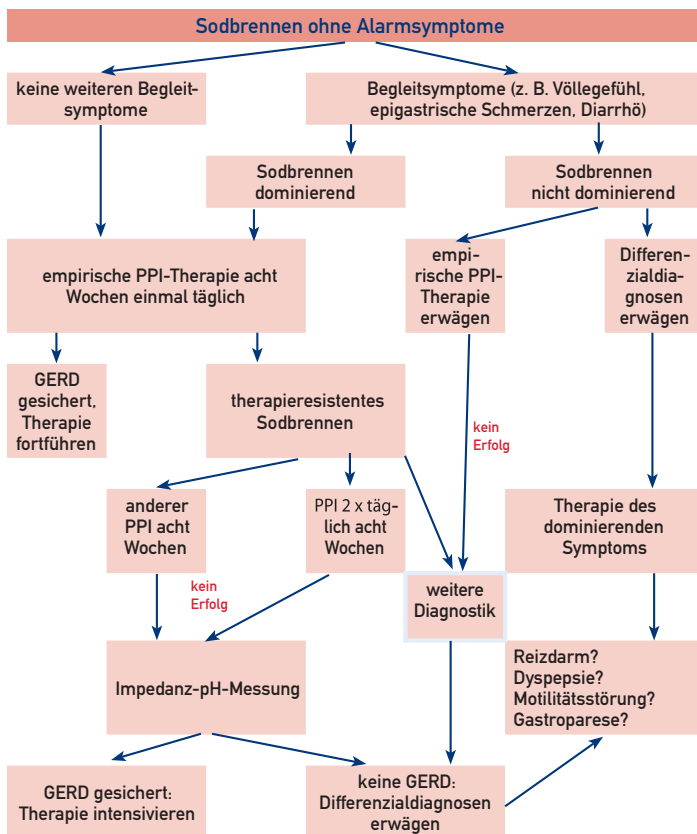 Sodbrennen ohne Alarmsymptome
keine weiteren Begleit-
symptome
Begleitsymptome (z. B. Völlegefühl,
epigastrische Schmerzen, Diarrhö)
Sodbrennen
dominierend
Sodbrennen
nicht dominierend
empirische PPI-Therapie acht
Wochen einmal täglich
empi-
rische PPI-
Therapie
erwägen
Differen-
zialdia-
gnosen
erwägen
GERD
gesichert,
Therapie
fortführen
therapieresistentes
Sodbrennen
kein
Erfolg
anderer
PPI acht
Wochen
PPI 2 x täg-
lich acht
Wochen
Therapie des
dominierenden
Symptoms
kein
Erfolg
weitere
Diagnostik
Impedanz-pH-Messung
Reizdarm?
Dyspepsie?
Motilitätsstörung?
Gastroparese?
GERD gesichert:
Therapie intensivieren
keine GERD:
Differenzialdiagnosen
erwägen